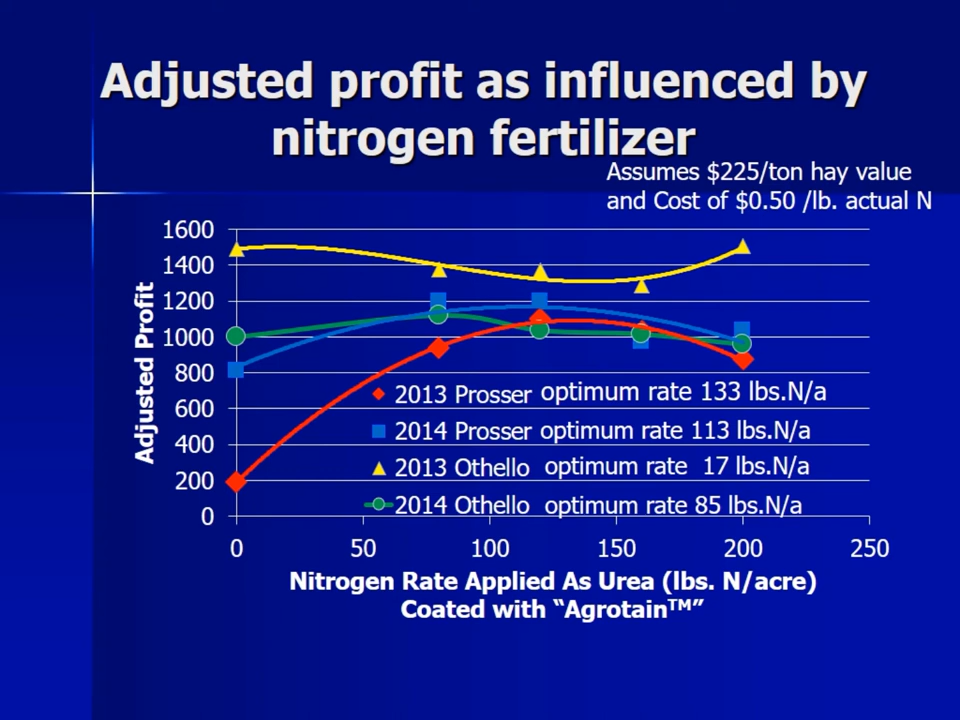 Adjusted profit as influenced by
nitrogen fertilizer
Assumes $225/ton hay value
and Cost of $0.50 /lb. actual N
1600
1400
1200
1000
800
600
400
200
0
Adjusted Profit
2013 Prosser optimum rate 133 lbs.N/a
2014 Prosser optimum rate 113 lbs.N/a
2013 Othello optimum rate 17 lbs.N/a
2014 Othello optimum rate 85 lbs.N/a
0 50 100 150 200 250
Nitrogen Rate Applied As Urea (lbs. N/acre)
Coated with “Agrotain™”